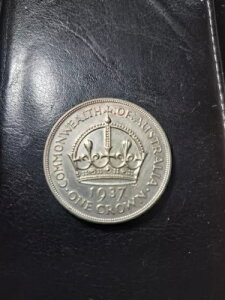 COMMONWEALTH OF AUSTRALIA
1937
ONE CROWN